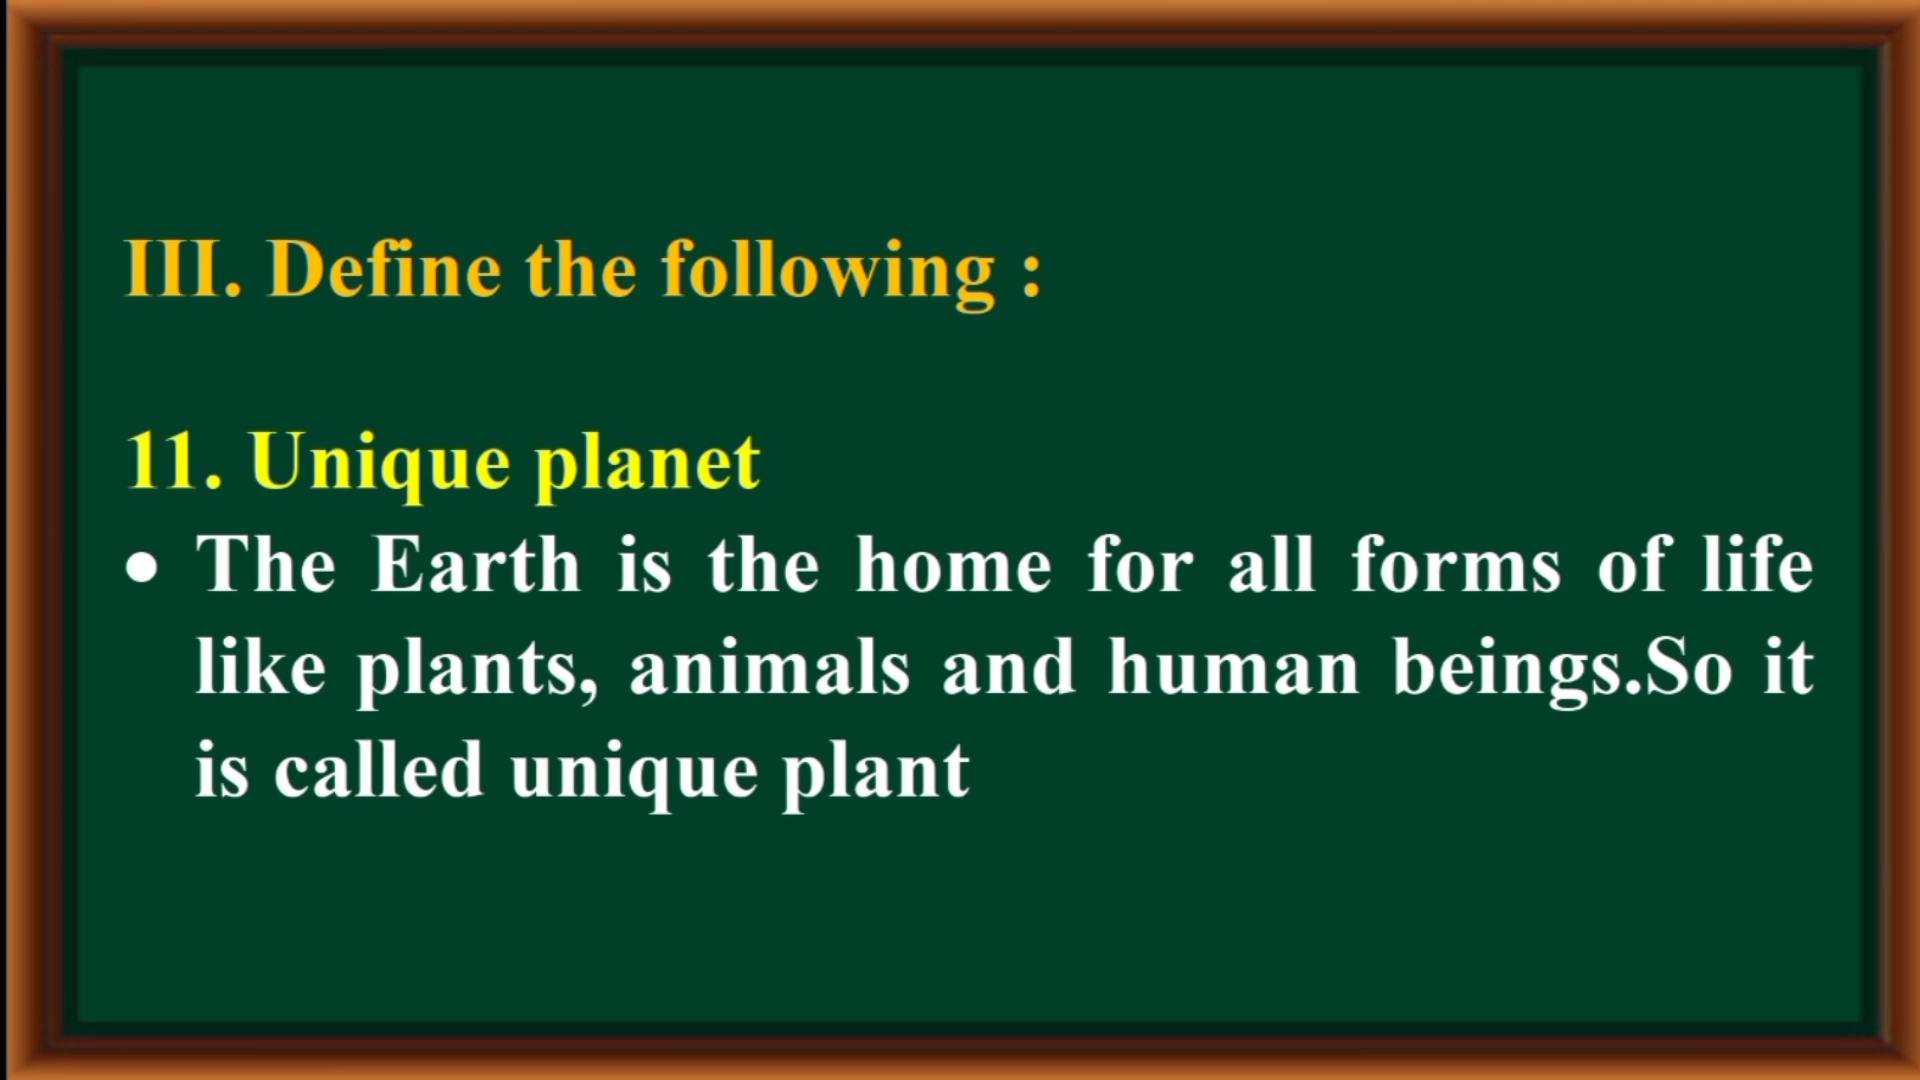 III. Define the following :
11. Unique planet
• The Earth is the home for all forms of life
like plants, animals and human beings.So it
is called unique plant